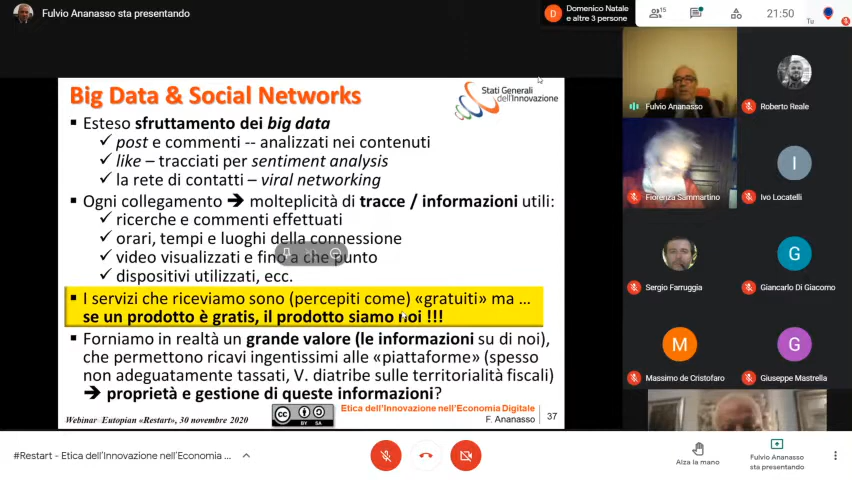 Fulvio Ananasso sta presentando
Domenico Natale
e altre 3 persone
D
15
21:50
Tu
Big Data & Social Networks
Stati Generali
dell'Innovazione
▪ Esteso sfruttamento dei big data
✓ post e commenti -- analizzati nei contenuti
✓ like – tracciati per sentiment analysis
✓ la rete di contatti – viral networking
▪ Ogni collegamento ➔ molteplicità di tracce / informazioni utili:
✓ ricerche e commenti effettuati
✓ orari, tempi e luoghi della connessione
✓ video visualizzati e fino a che punto
✓ dispositivi utilizzati, ecc.
▪ I servizi che riceviamo sono (percepiti come) «gratuiti» ma ...
se un prodotto è gratis, il prodotto siamo noi !!!
▪ Forniamo in realtà un grande valore (le informazioni su di noi),
che permettono ricavi ingentissimi alle «piattaforme» (spesso
non adeguatamente tassati, V. diatribe sulle territorialità fiscali)
➔ proprietà e gestione di queste informazioni?
Webinar Eutopian «Restart», 30 novembre 2020
cc
BY SA
Etica dell'Innovazione nell'Economia Digitale
F. Ananasso
37
Fulvio Ananasso
Roberto Reale
Fiorenza Sammartino
I
Ivo Locatelli
Sergio Farruggia
G
Giancarlo Di Giacomo
M
Massimo de Cristofaro
G
Giuseppe Mastrella
#Restart - Etica dell'Innovazione nell'Economia ...
Alza la mano
Fulvio Ananasso
sta presentando